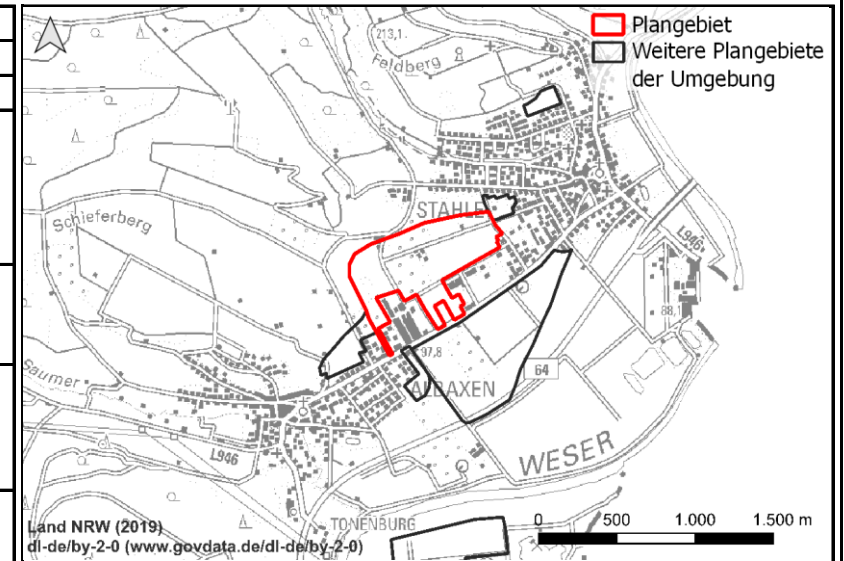 Plangebiet
Weitere Plangebiete
der Umgebung
213,1
Feldberg
STAHLE
Schieferberg
L946
88,
97,8
64
ALBAXEN
Saumer
L946
WESER
TONENBURG
Land NRW (2019)
dl-de/by-2-0 (www.govdata.de/dl-de/by-2-0)
0 500 1.000 1.500 m